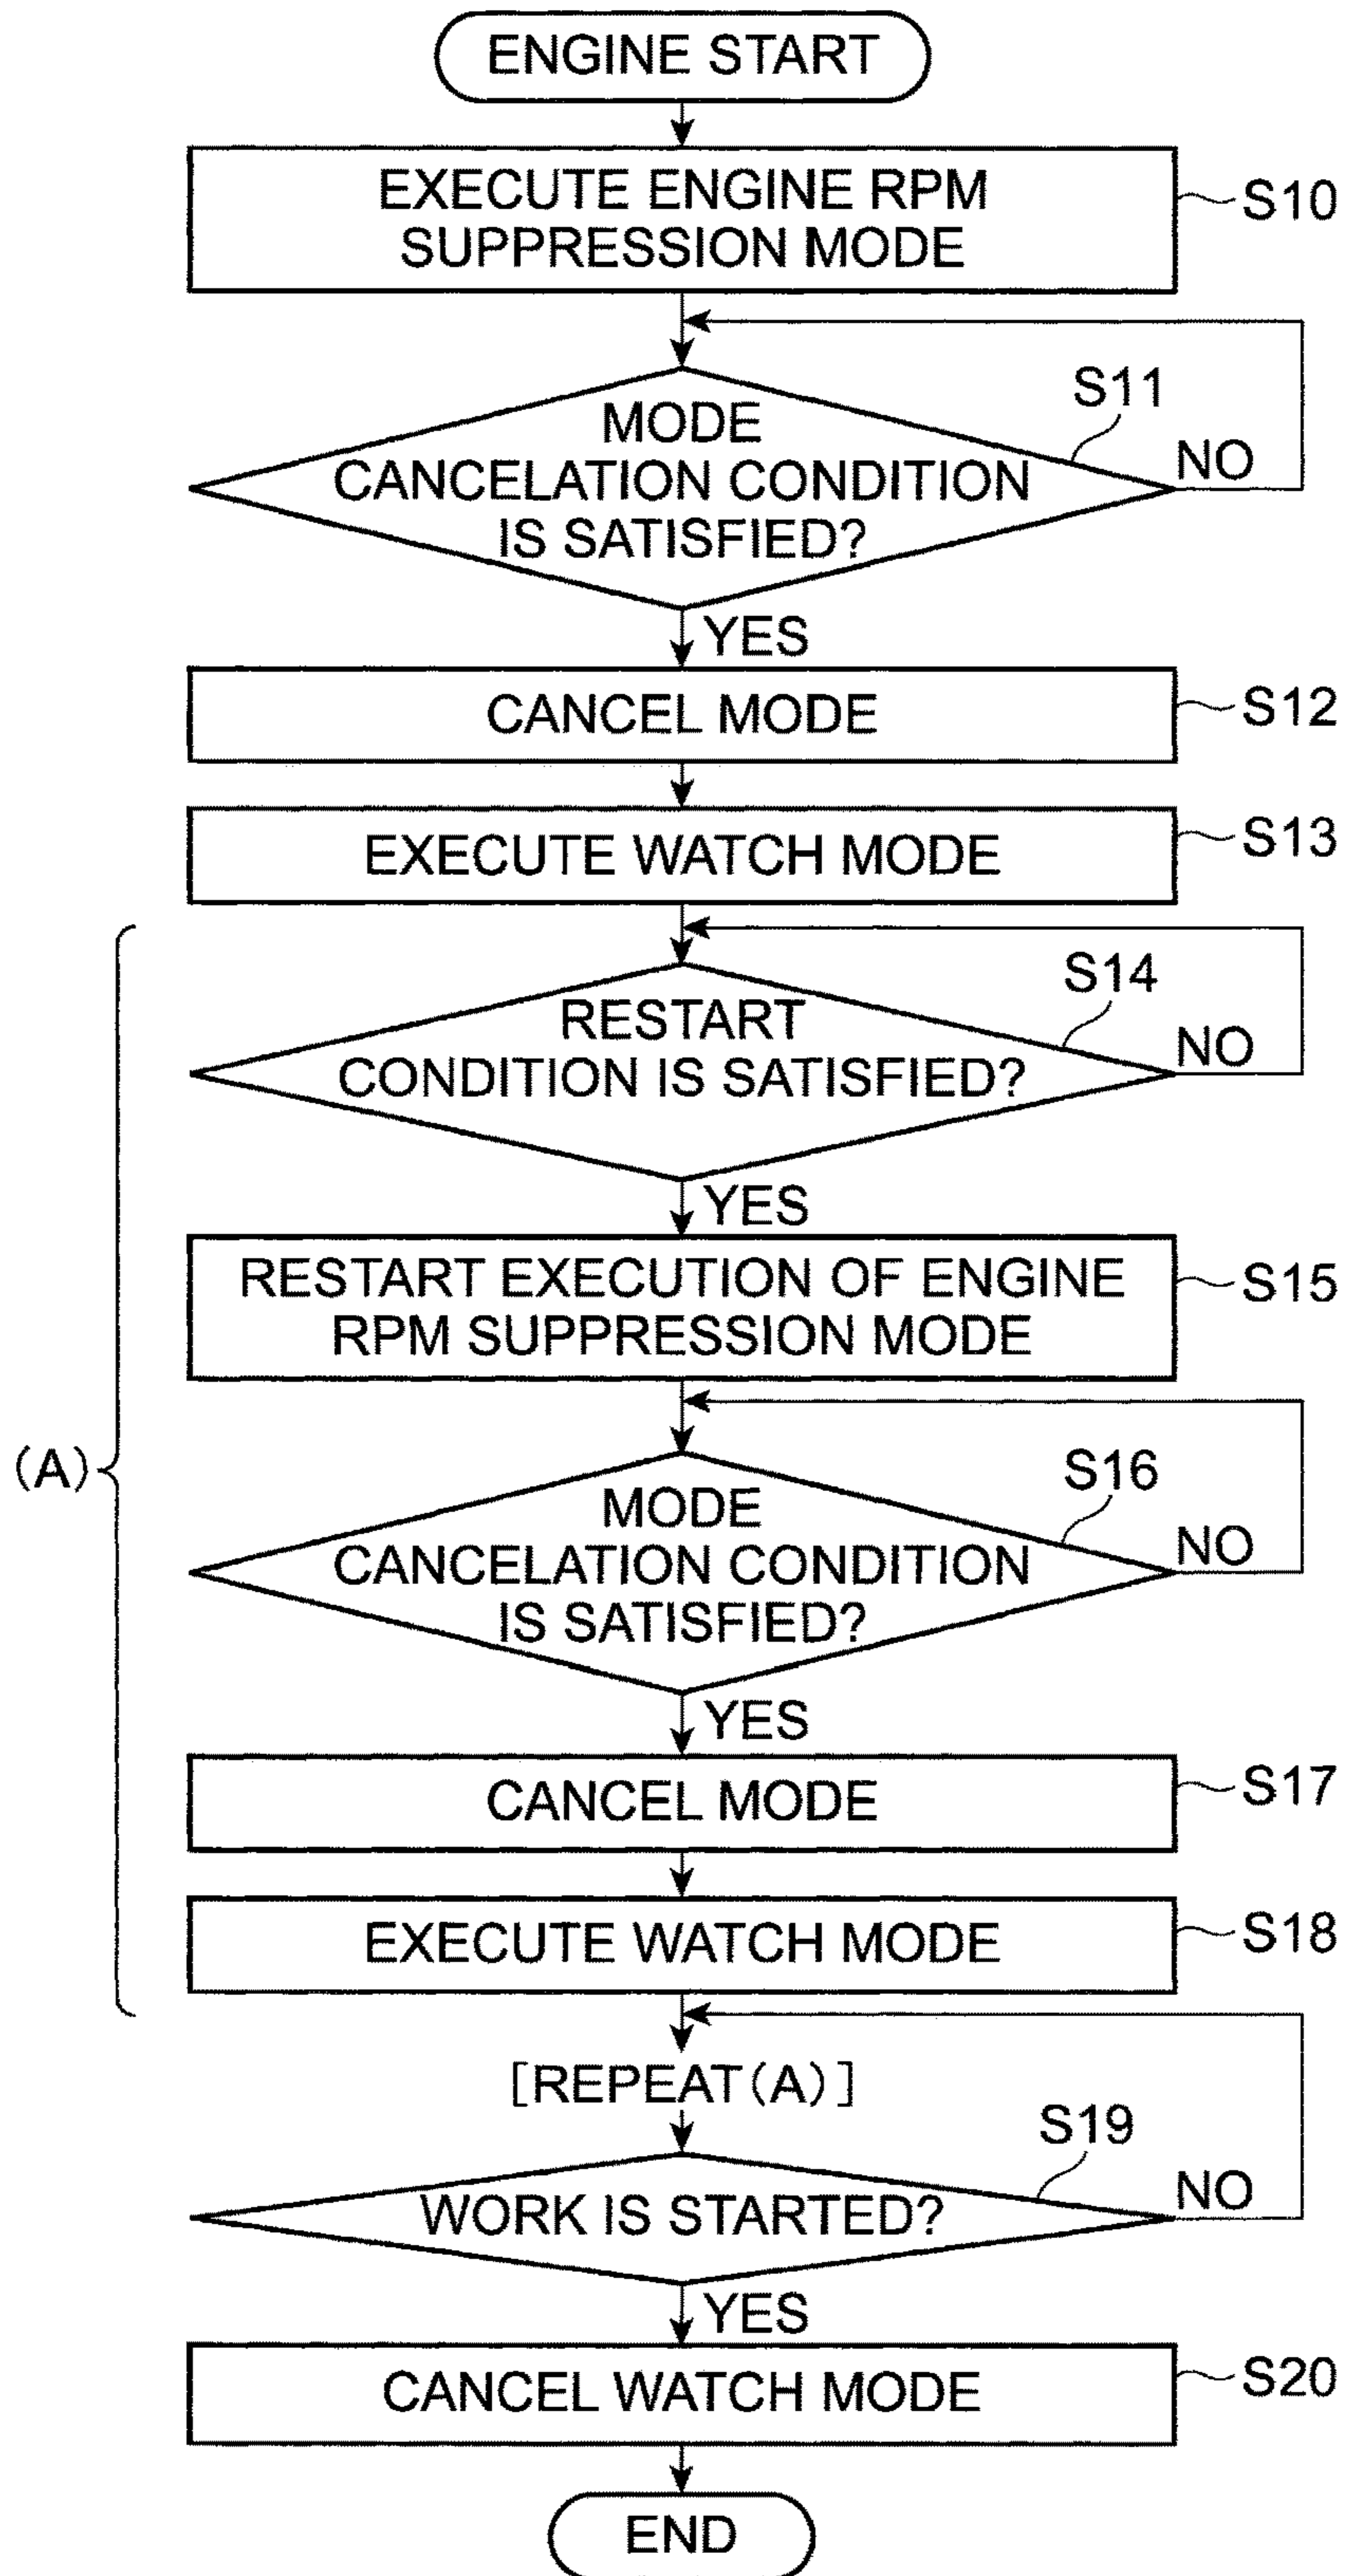 ENGINE START
EXECUTE ENGINE RPM
SUPPRESSION MODE
S10
S11
MODE
CANCELATION CONDITION
IS SATISFIED?
NO
YES
CANCEL MODE
S12
EXECUTE WATCH MODE
S13
S14
RESTART
CONDITION IS SATISFIED?
NO
YES
RESTART EXECUTION OF ENGINE
RPM SUPPRESSION MODE
S15
(A)
S16
MODE
CANCELATION CONDITION
IS SATISFIED?
NO
YES
CANCEL MODE
S17
EXECUTE WATCH MODE
S18
[REPEAT(A)]
S19
WORK IS STARTED?
NO
YES
CANCEL WATCH MODE
S20
END